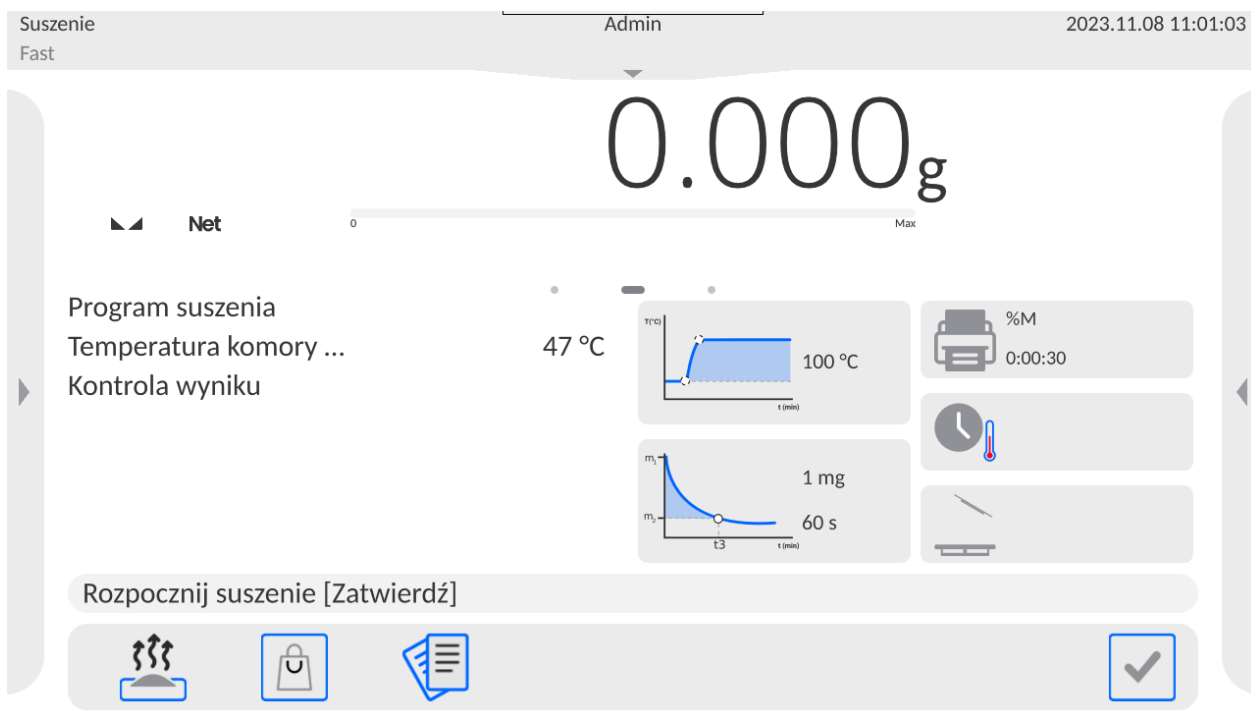 Suszenie
Admin
2023.11.08 11:01:03
Fast
0.000g
Net
0
Max
Program suszenia
Temperatura komory ...
47 °C
Kontrola wyniku
T(°C)
100 °C
t (min)
%M
0:00:30
m1
1 mg
m2
60 s
t3
t (min)
Rozpocznij suszenie [Zatwierdź]